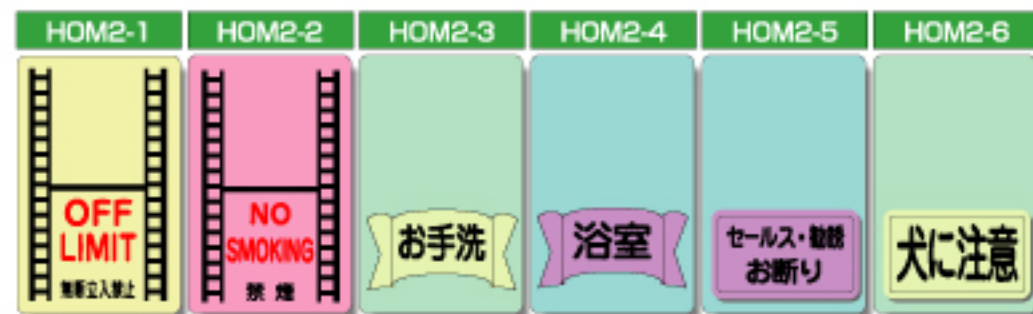 HOM2-1
HOM2-2
HOM2-3
HOM2-4
HOM2-5
HOM2-6
OFF
LIMIT
無断立入禁止
NO
SMOKING
禁煙
お手洗
浴室
セールス・勧誘
お断り
犬に注意